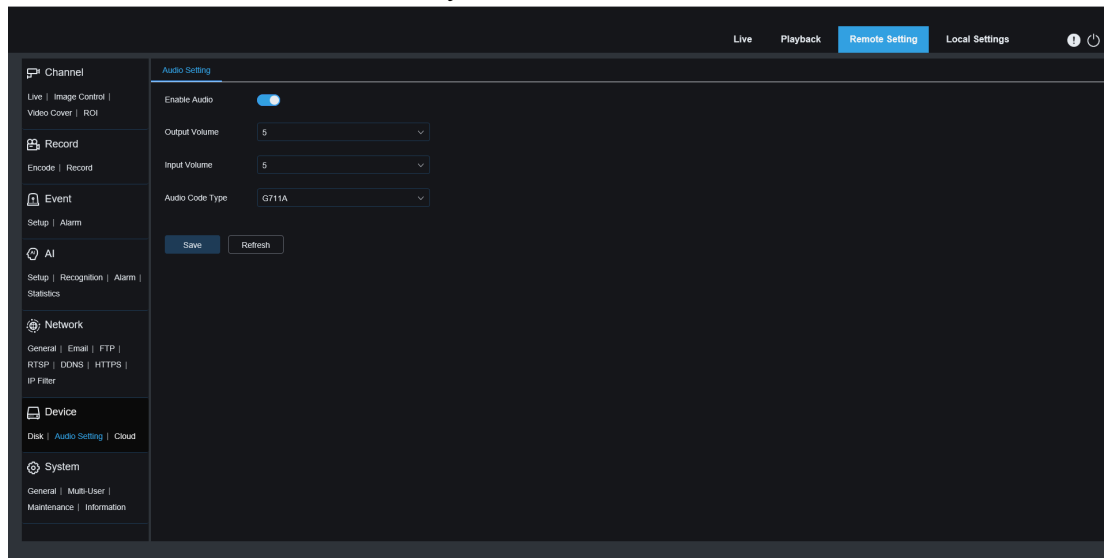 Live Playback Remote Setting Local Settings
Channel
Live | Image Control |
Video Cover | ROI
Record
Encode | Record
Event
Setup | Alarm
AI
Setup | Recognition | Alarm |
Statistics
Network
General | Email | FTP |
RTSP | DDNS | HTTPS |
IP Filter
Device
Disk | Audio Setting | Cloud
System
General | Multi-User |
Maintenance | Information
Audio Setting
Enable Audio
Output Volume 5
Input Volume 5
Audio Code Type G711A
Save Refresh